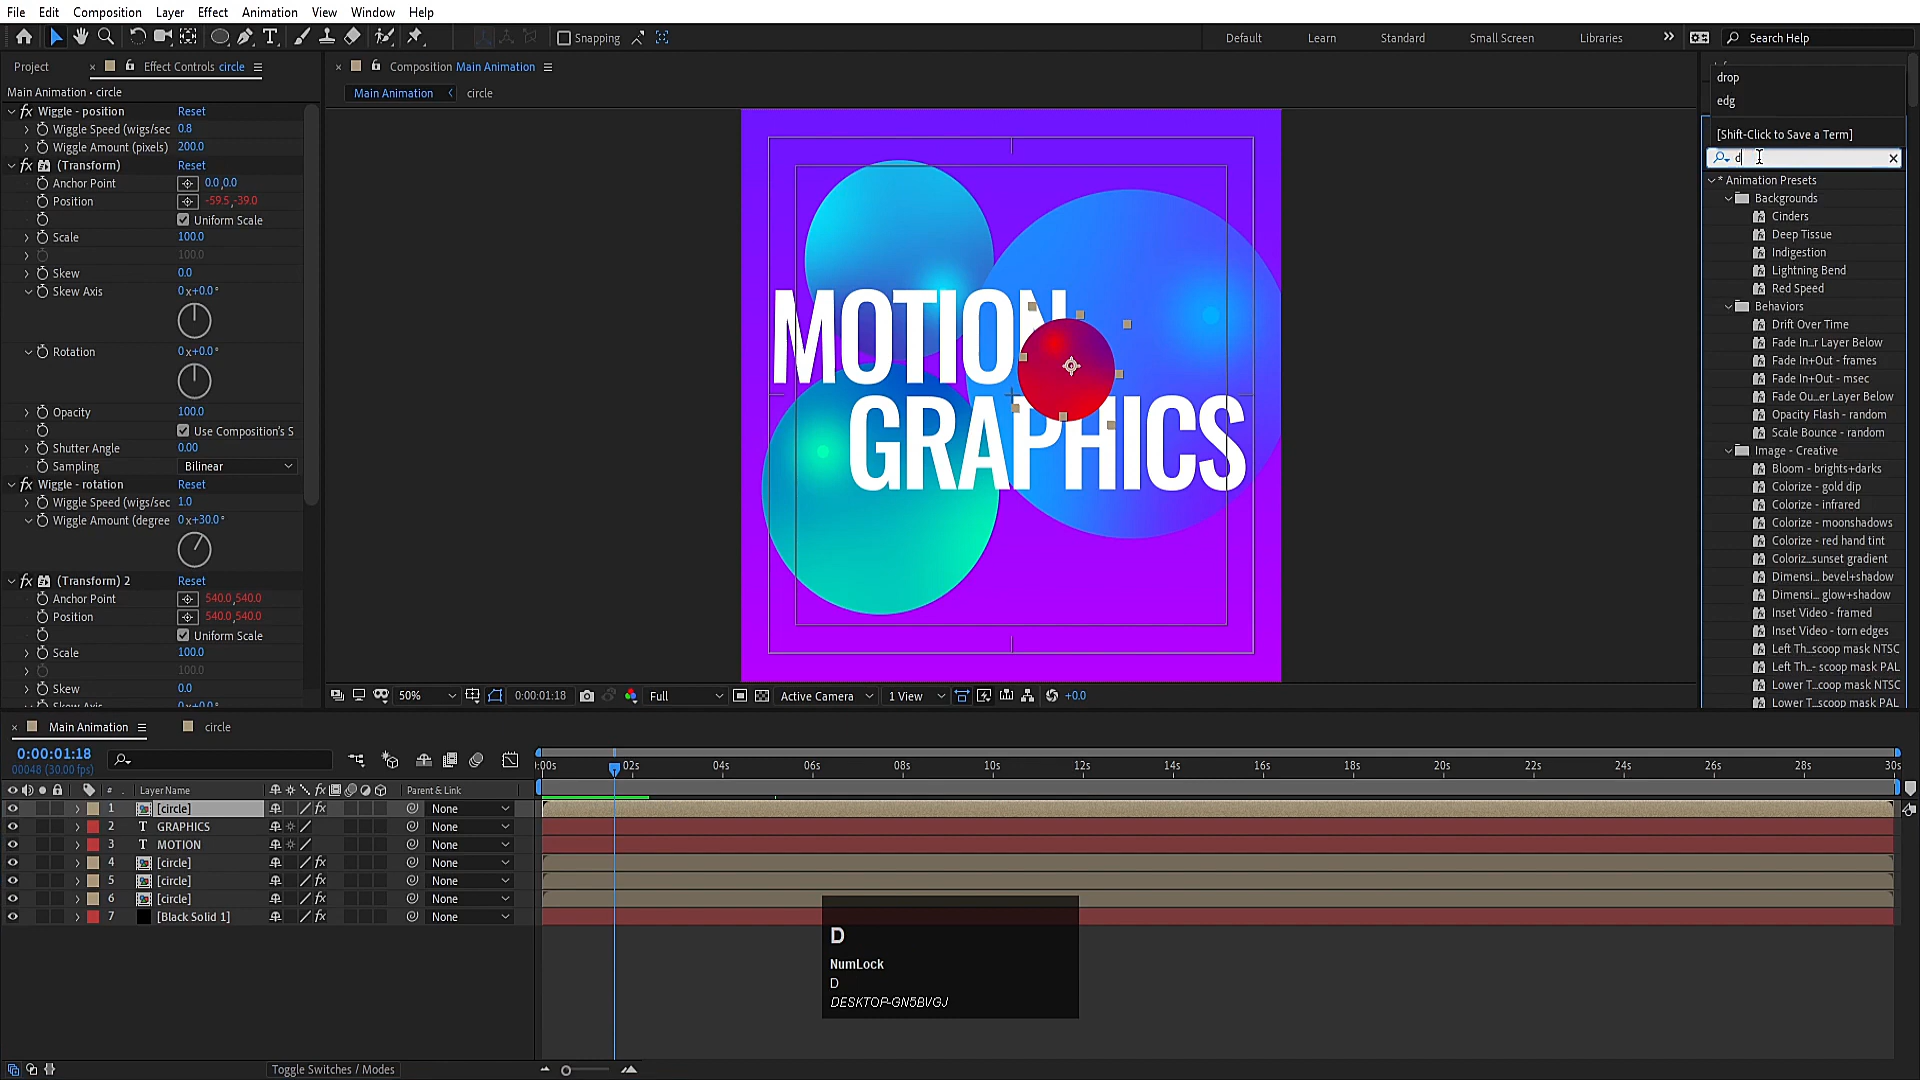 File Edit Composition Layer Effect Animation View Window Help
Snapping
Default Learn Standard Small Screen Libraries
Search Help
Project
Effect Controls circle
Main Animation • circle
Wiggle - position Reset
Wiggle Speed (wigs/sec 0.8
Wiggle Amount (pixels) 200.0
(Transform) Reset
Anchor Point 0.0,0.0
Position -59.5,-39.0
Uniform Scale
Scale 100.0
100.0
Skew 0.0
Skew Axis 0x+0.0°
Rotation 0x+0.0°
Opacity 100.0
Use Composition's S
Shutter Angle 0.00
Sampling Bilinear
Wiggle - rotation Reset
Wiggle Speed (wigs/sec 1.0
Wiggle Amount (degree 0x+30.0°
(Transform) 2 Reset
Anchor Point 540.0,540.0
Position 540.0,540.0
Uniform Scale
Scale 100.0
100.0
Skew 0.0
Composition Main Animation
Main Animation circle
MOTION
GRAPHICS
50% 0:00:01:18 Full Active Camera 1 View +0.0
drop
edg
[Shift-Click to Save a Term]
d
* Animation Presets
Backgrounds
Cinders
Deep Tissue
Indigestion
Lightning Bend
Red Speed
Behaviors
Drift Over Time
Fade In...r Layer Below
Fade In+Out - frames
Fade In+Out - msec
Fade Ou...er Layer Below
Opacity Flash - random
Scale Bounce - random
Image - Creative
Bloom - brights+darks
Colorize - gold dip
Colorize - infrared
Colorize - moonshadows
Colorize - red hand tint
Coloriz...sunset gradient
Dimensi... bevel+shadow
Dimensi... glow+shadow
Inset Video - framed
Inset Video - torn edges
Left Th...scoop mask NTSC
Left Th...- scoop mask PAL
Lower T...coop mask NTSC
Lower T...scoop mask PAL
Main Animation
circle
0:00:01:18
00048 (30.00 fps)
:00s 02s 04s 06s 08s 10s 12s 14s 16s 18s 20s 22s 24s 26s 28s 30s
# Layer Name Parent & Link
1 [circle] None
2 T GRAPHICS None
3 T MOTION None
4 [circle] None
5 [circle] None
6 [circle] None
7 [Black Solid 1] None
D
NumLock
D
DESKTOP-GN5BVGJ
Toggle Switches / Modes